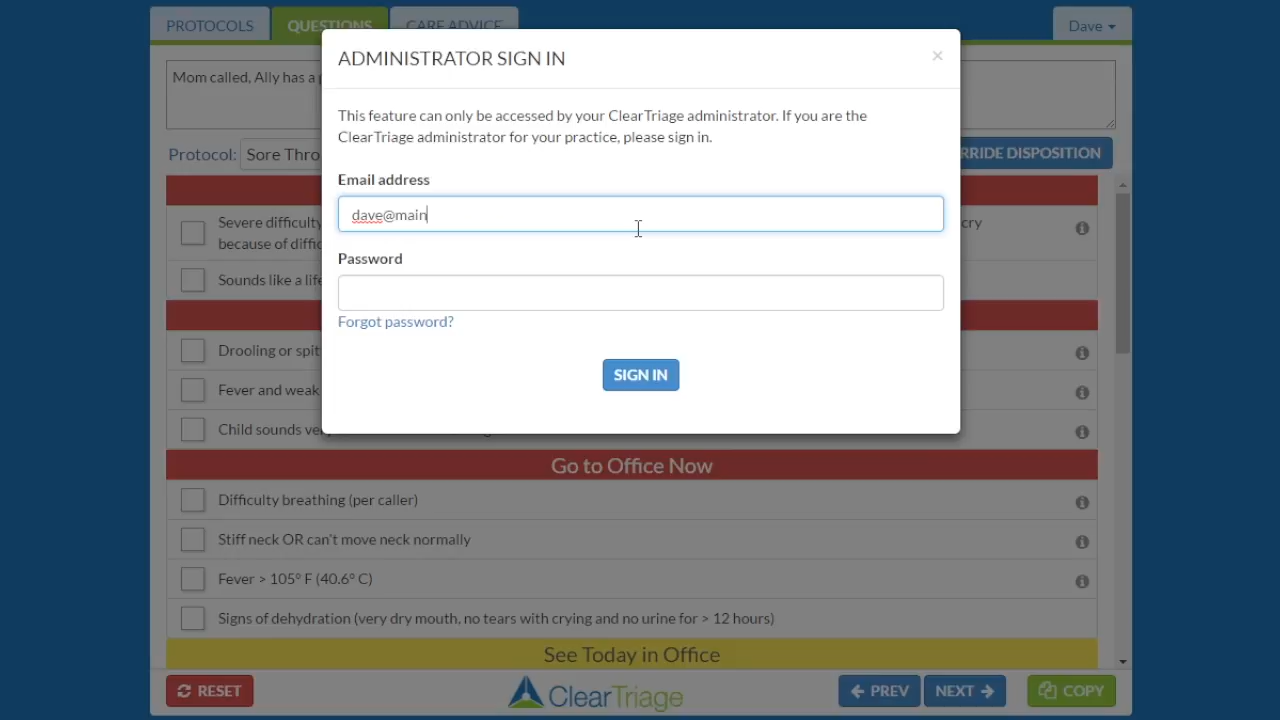 PROTOCOLS
QUESTIONS
CARE ADVICE
Dave
Mom called, Ally has a
Protocol:
Sore Thro
RRIDE DISPOSITION
ADMINISTRATOR SIGN IN
×
This feature can only be accessed by your ClearTriage administrator. If you are the
ClearTriage administrator for your practice, please sign in.
Email address
dave@main
Password
Forgot password?
SIGN IN
Severe difficulty
cry
because of diffic
Sounds like a life
Drooling or spit
Fever and weak
Child sounds ver
Go to Office Now
Difficulty breathing (per caller)
Stiff neck OR can't move neck normally
Fever > 105° F (40.6° C)
Signs of dehydration (very dry mouth, no tears with crying and no urine for > 12 hours)
See Today in Office
RESET
ClearTriage
PREV
NEXT
COPY